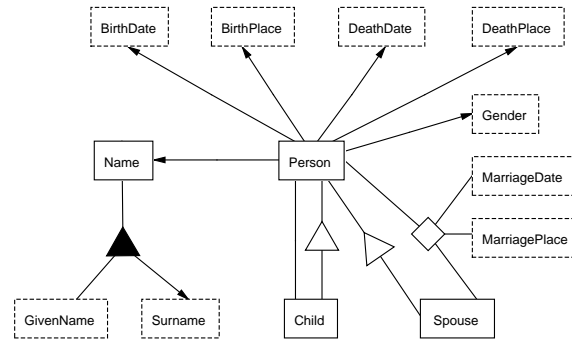 BirthDate
BirthPlace
DeathDate
DeathPlace
Gender
Name
Person
MarriageDate
MarriagePlace
GivenName
Surname
Child
Spouse